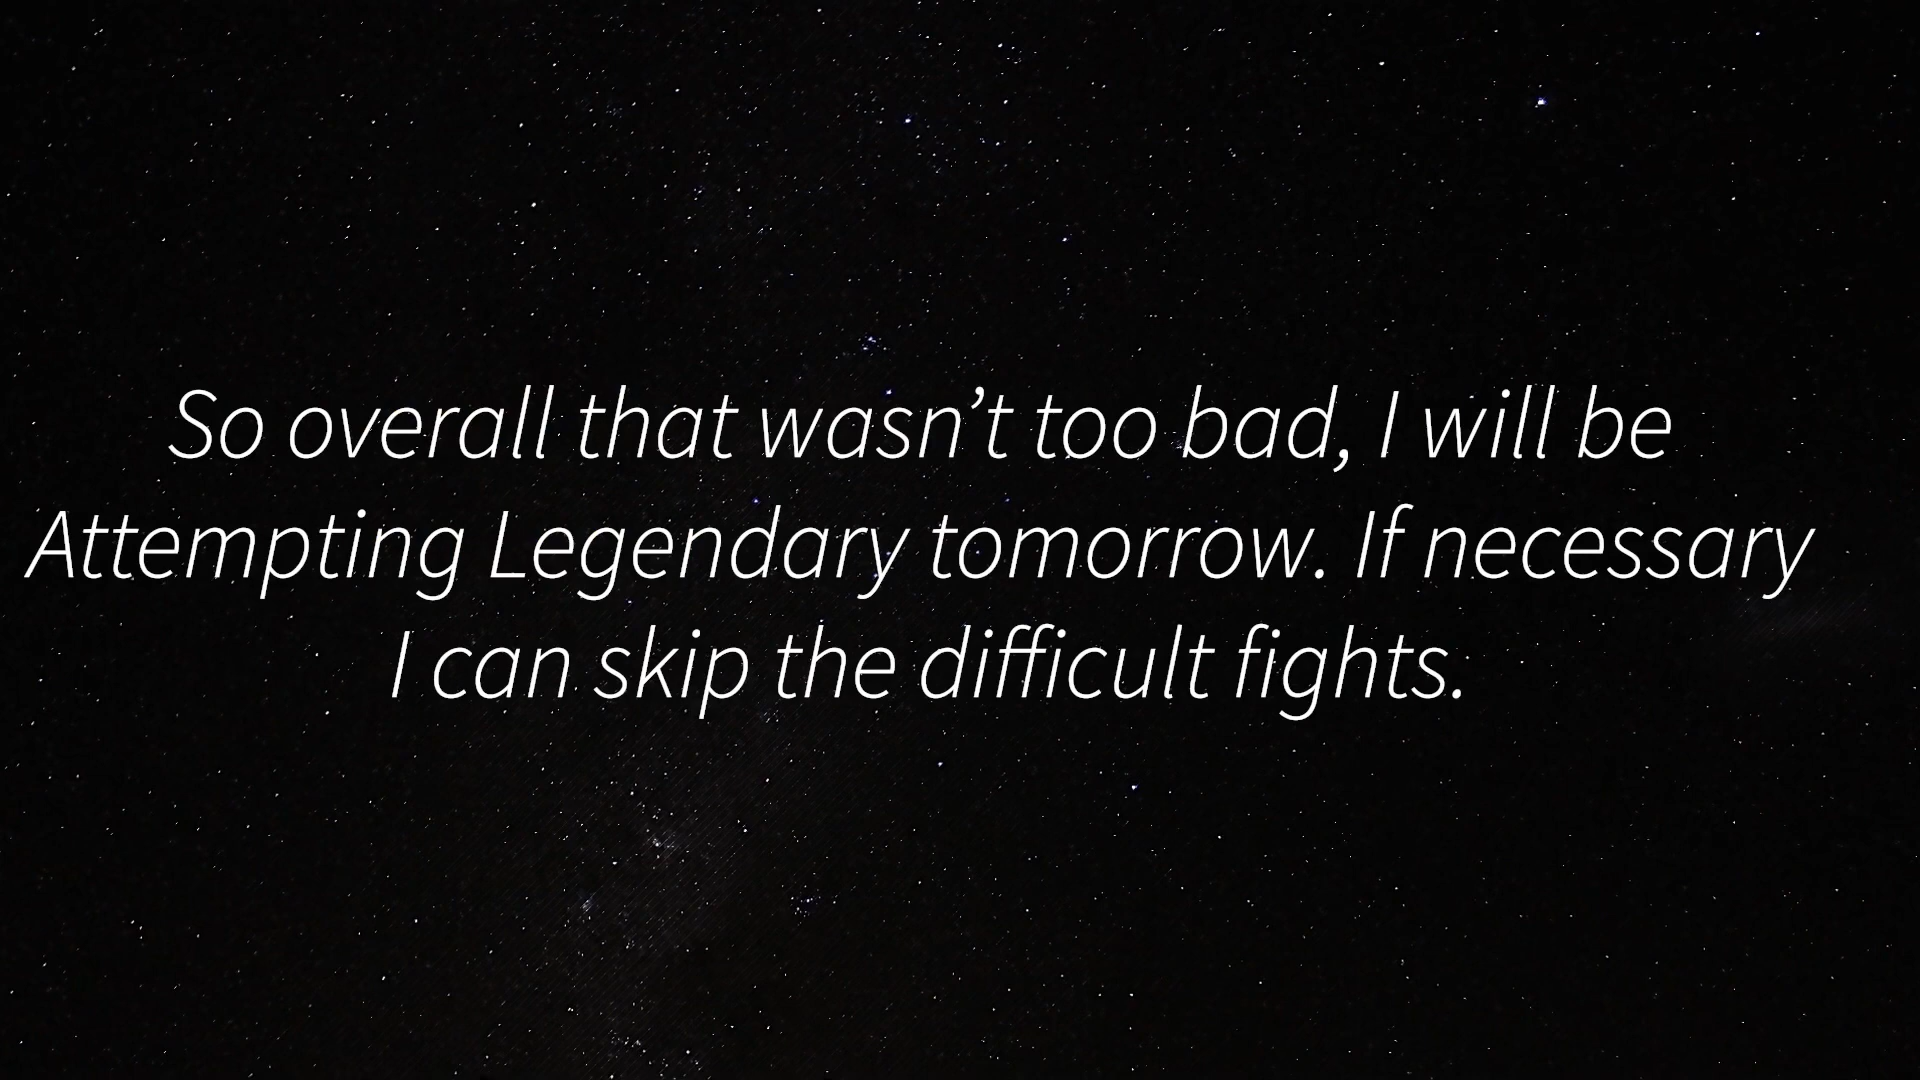 So overall that wasn’t too bad, I will be
Attempting Legendary tomorrow. If necessary
I can skip the difficult fights.